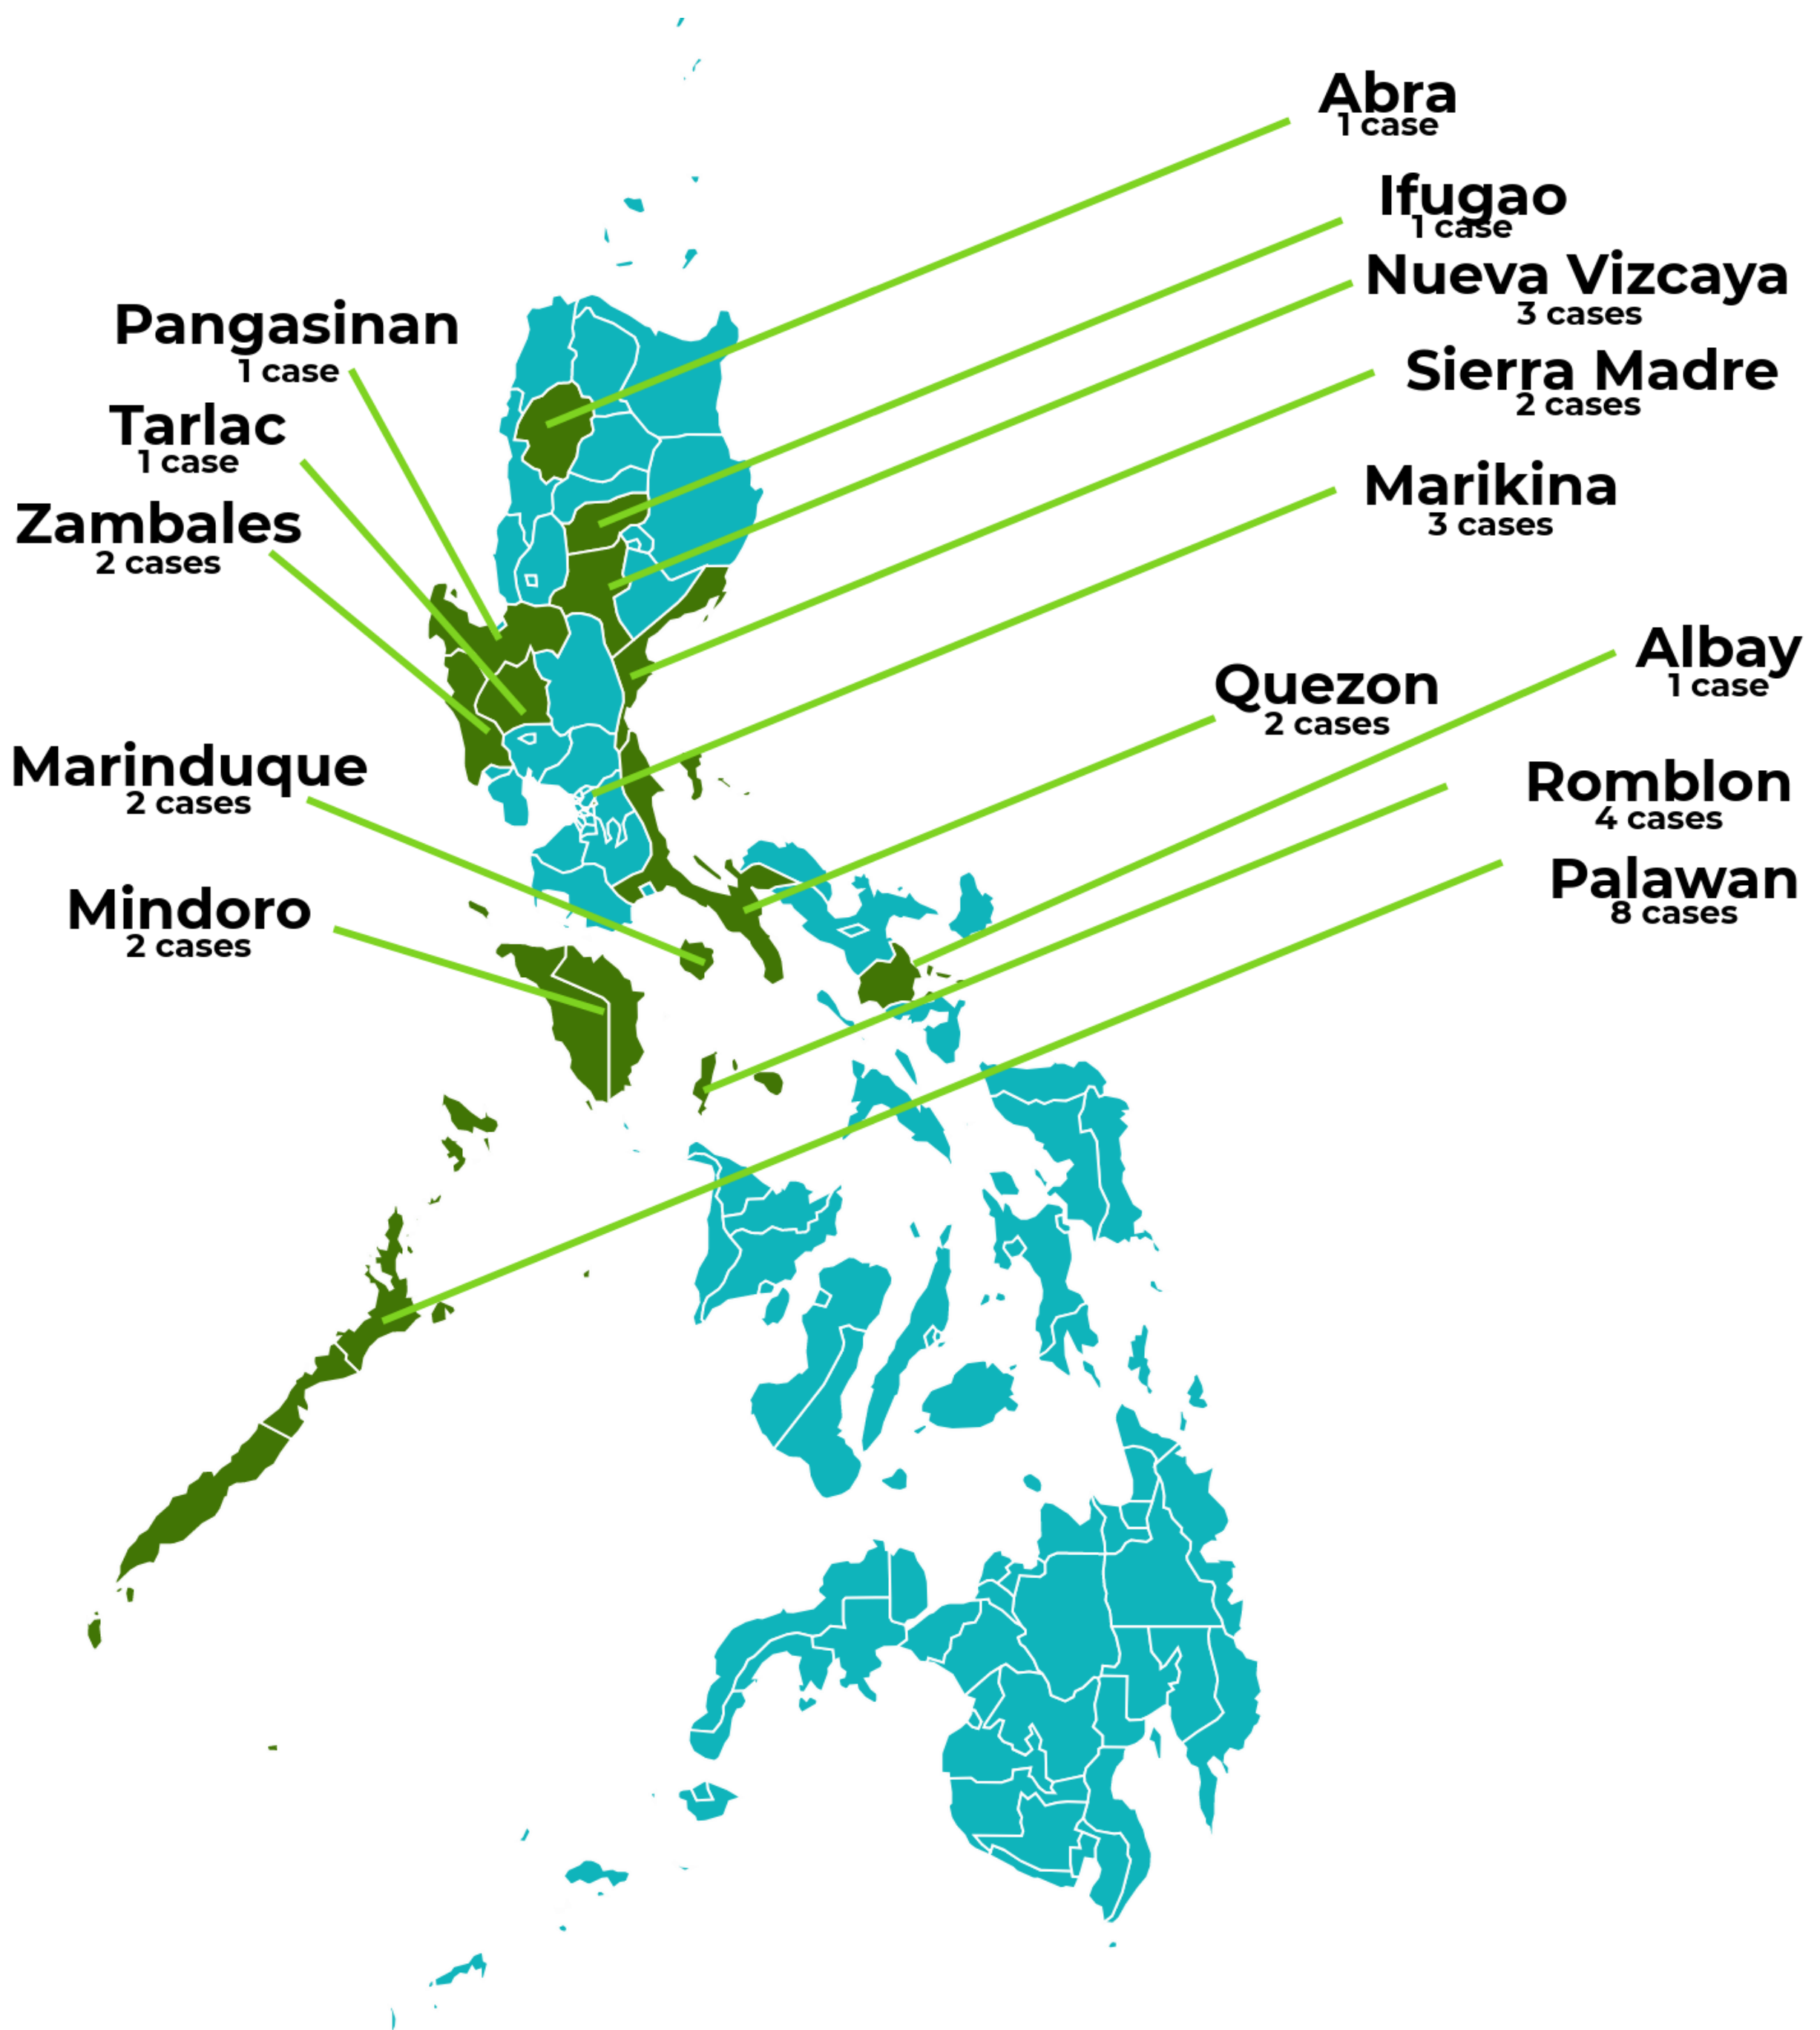 Abra
1 case
Ifugao
1 case
Nueva Vizcaya
3 cases
Sierra Madre
2 cases
Marikina
3 cases
Albay
1 case
Quezon
2 cases
Romblon
4 cases
Palawan
8 cases
Pangasinan
1 case
Tarlac
1 case
Zambales
2 cases
Marinduque
2 cases
Mindoro
2 cases